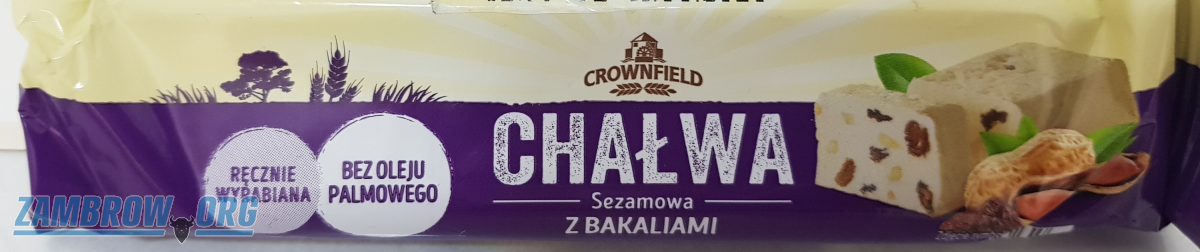 CROWNFIELD
CHAŁWA
Sezamowa
Z BAKALIAMI
RĘCZNIE
WYRABIANA
BEZ OLEJU
PALMOWEGO
ZAMBROW.ORG